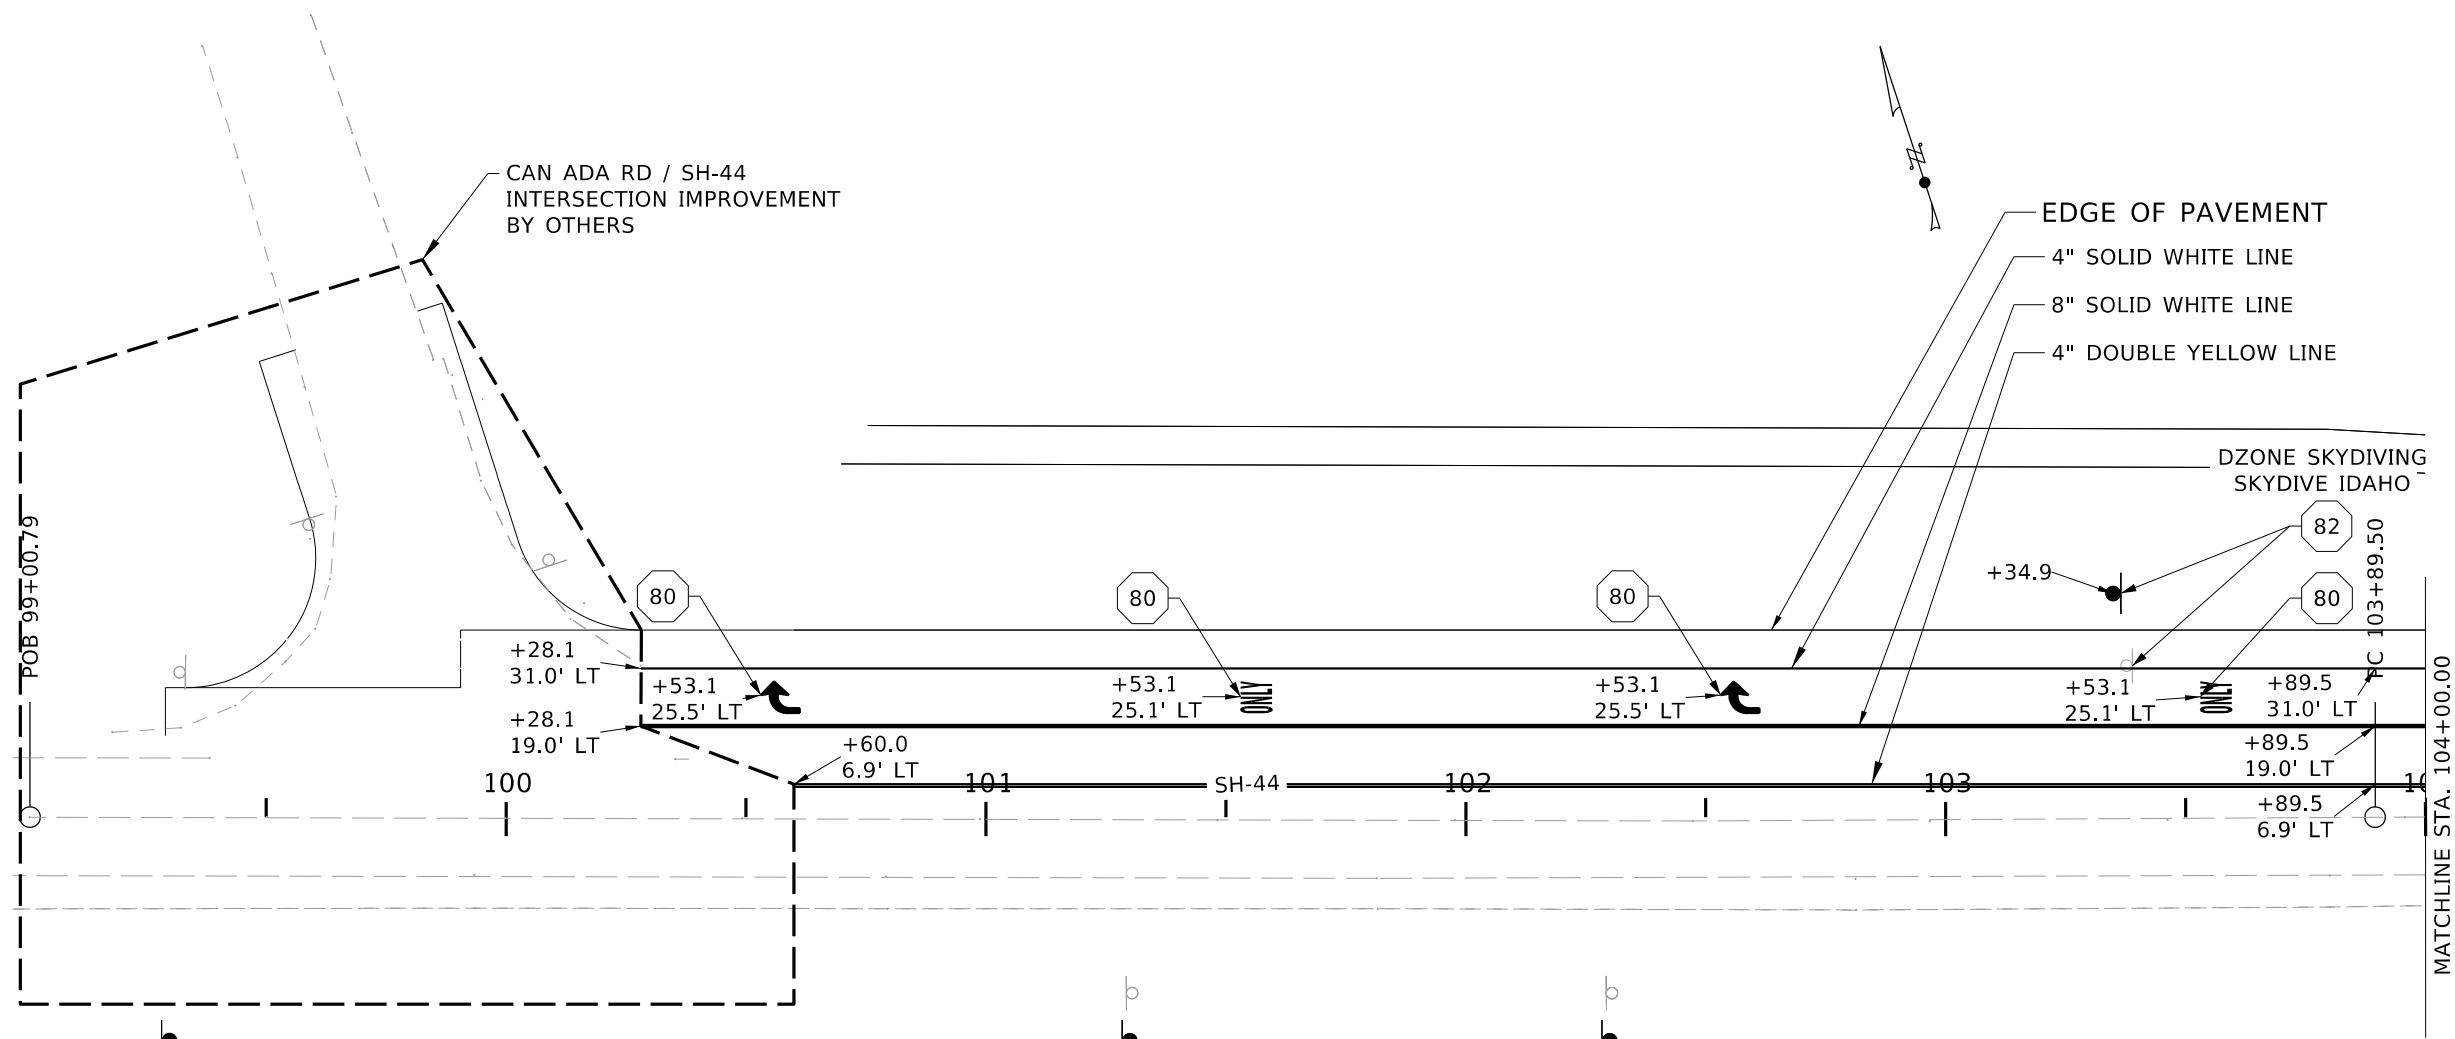 CAN ADA RD / SH-44
INTERSECTION IMPROVEMENT
BY OTHERS
EDGE OF PAVEMENT
4" SOLID WHITE LINE
8" SOLID WHITE LINE
4" DOUBLE YELLOW LINE
N
DZONE SKYDIVING
SKYDIVE IDAHO
POB 99+00.79
82
PC 103+89.50
+34.9
80
80
80
80
+28.1
31.0' LT
+53.1
25.5' LT
+53.1
25.1' LT
ONLY
+53.1
25.5' LT
+53.1
25.1' LT
ONLY
+89.5
31.0' LT
+28.1
19.0' LT
+60.0
6.9' LT
+89.5
19.0' LT
100
101
SH-44
102
103
+89.5
6.9' LT
MATCHLINE STA. 104+00.00